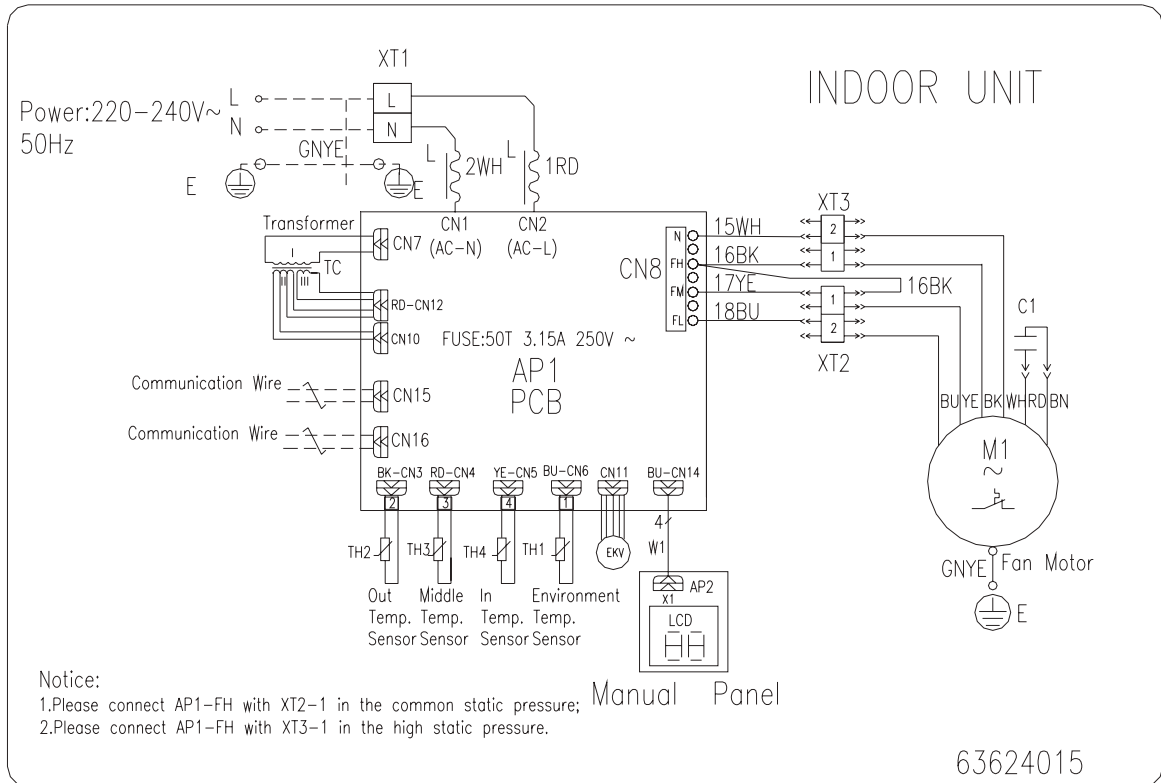 INDOOR UNIT
XT1
Power:220-240V~
50Hz
L
N
L
N
GNYE
E
E
L
2WH
L
1RD
CN1
(AC-N)
CN2
(AC-L)
Transformer
CN7
I
TC
II
III
RD-CN12
CN10
FUSE:50T 3.15A 250V ~
AP1
PCB
Communication Wire
CN15
Communication Wire
CN16
CN8
N
FH
FM
FL
15WH
16BK
17YE
18BU
16BK
XT3
2
1
1
2
XT2
C1
BU YE BK WH RD BN
M1
~
GNYE
Fan Motor
E
BK-CN3 RD-CN4 YE-CN5 BU-CN6 CN11 BU-CN14
2
3
4
1
TH2
TH3
TH4
TH1
EKV
4
W1
Out
Temp.
Sensor
Middle
Temp.
Sensor
In
Temp.
Sensor
Environment
Temp.
Sensor
X1
AP2
LCD
Manual Panel
Notice:
1.Please connect AP1-FH with XT2-1 in the common static pressure;
2.Please connect AP1-FH with XT3-1 in the high static pressure.
63624015